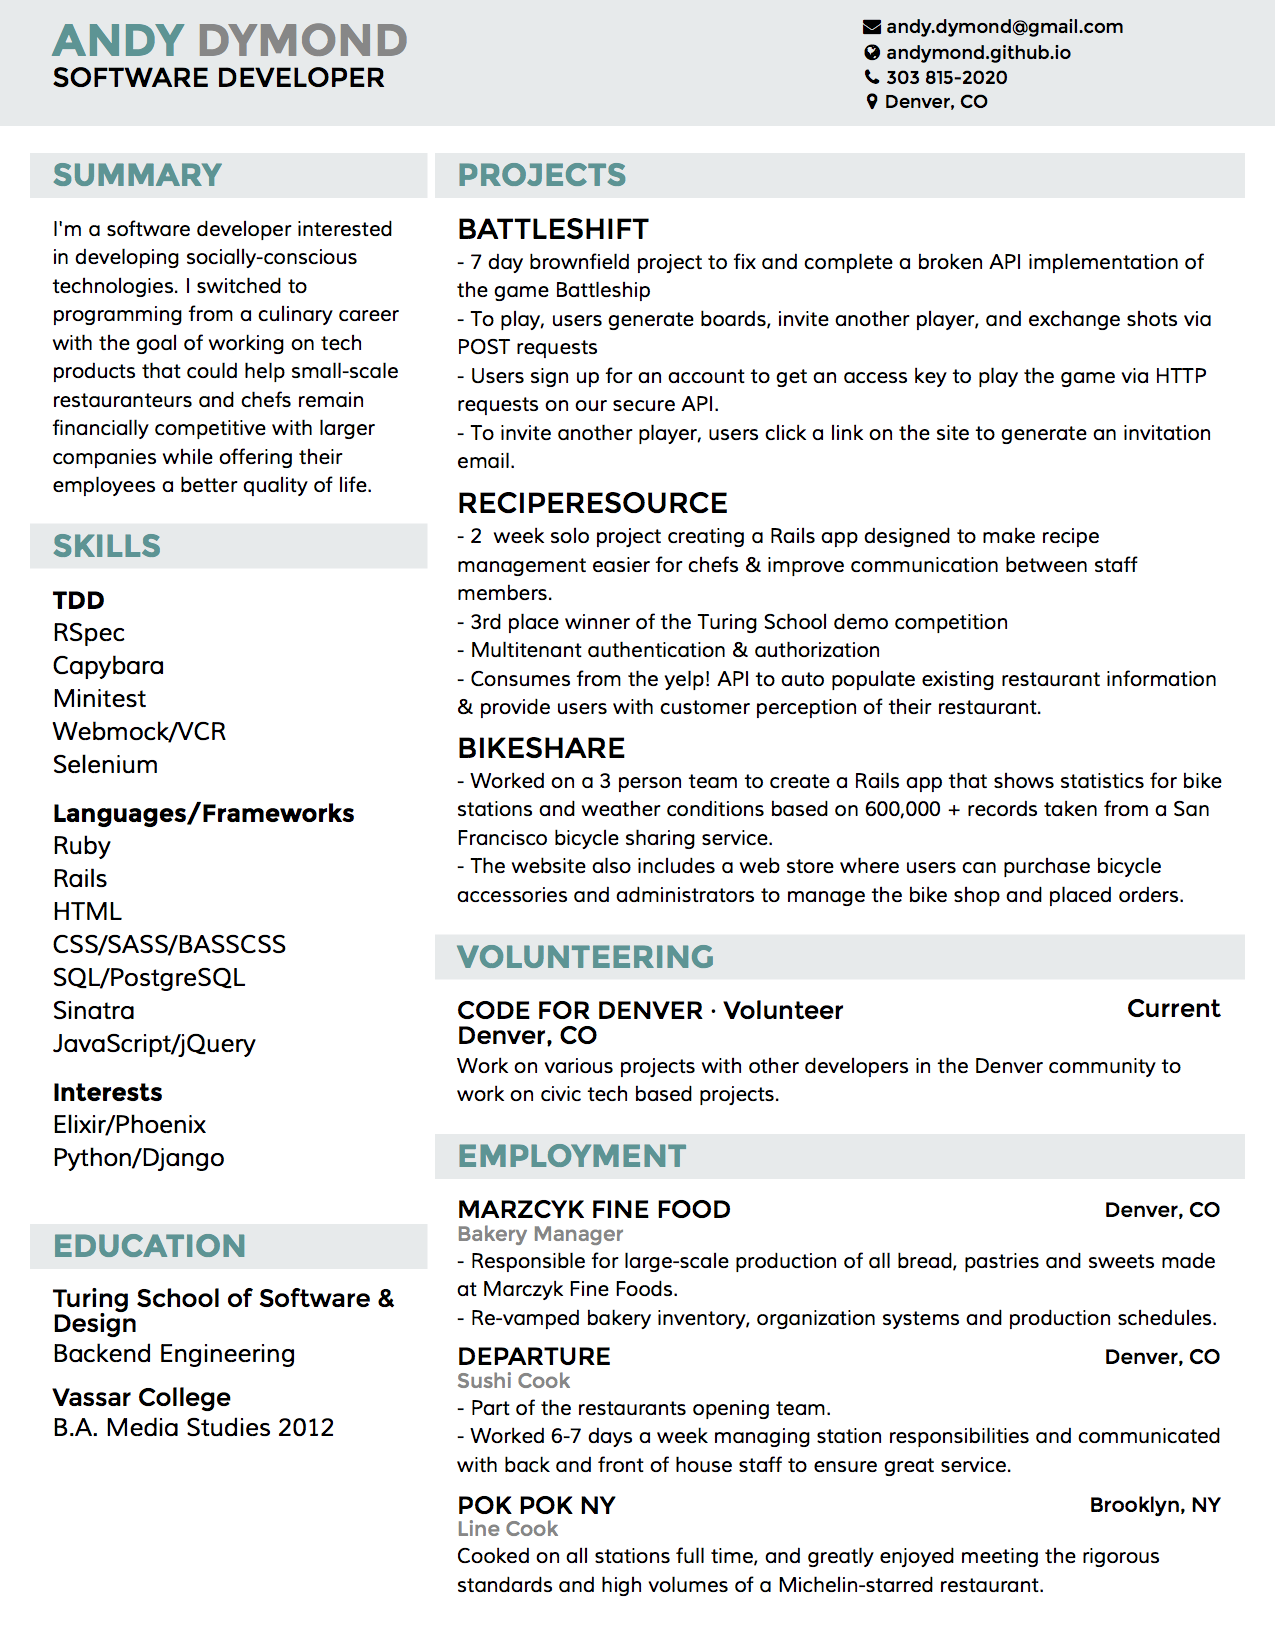 ANDY DYMOND
SOFTWARE DEVELOPER
andy.dymond@gmail.com
andymond.github.io
303 815-2020
Denver, CO
SUMMARY
I'm a software developer interested
in developing socially-conscious
technologies. I switched to
programming from a culinary career
with the goal of working on tech
products that could help small-scale
restauranteurs and chefs remain
financially competitive with larger
companies while offering their
employees a better quality of life.
SKILLS
TDD
RSpec
Capybara
Minitest
Webmock/VCR
Selenium
Languages/Frameworks
Ruby
Rails
HTML
CSS/SASS/BASSCSS
SQL/PostgreSQL
Sinatra
JavaScript/jQuery
Interests
Elixir/Phoenix
Python/Django
EDUCATION
Turing School of Software &
Design
Backend Engineering
Vassar College
B.A. Media Studies 2012
PROJECTS
BATTLESHIFT
- 7 day brownfield project to fix and complete a broken API implementation of
the game Battleship
- To play, users generate boards, invite another player, and exchange shots via
POST requests
- Users sign up for an account to get an access key to play the game via HTTP
requests on our secure API.
- To invite another player, users click a link on the site to generate an invitation
email.
RECIPERESOURCE
- 2  week solo project creating a Rails app designed to make recipe
management easier for chefs & improve communication between staff
members.
- 3rd place winner of the Turing School demo competition
- Multitenant authentication & authorization
- Consumes from the yelp! API to auto populate existing restaurant information
& provide users with customer perception of their restaurant.
BIKESHARE
- Worked on a 3 person team to create a Rails app that shows statistics for bike
stations and weather conditions based on 600,000 + records taken from a San
Francisco bicycle sharing service.
- The website also includes a web store where users can purchase bicycle
accessories and administrators to manage the bike shop and placed orders.
VOLUNTEERING
CODE FOR DENVER · Volunteer Current
Denver, CO
Work on various projects with other developers in the Denver community to
work on civic tech based projects.
EMPLOYMENT
MARZCYK FINE FOOD Denver, CO
Bakery Manager
- Responsible for large-scale production of all bread, pastries and sweets made
at Marczyk Fine Foods.
- Re-vamped bakery inventory, organization systems and production schedules.
DEPARTURE Denver, CO
Sushi Cook
- Part of the restaurants opening team.
- Worked 6-7 days a week managing station responsibilities and communicated
with back and front of house staff to ensure great service.
POK POK NY Brooklyn, NY
Line Cook
Cooked on all stations full time, and greatly enjoyed meeting the rigorous
standards and high volumes of a Michelin-starred restaurant.